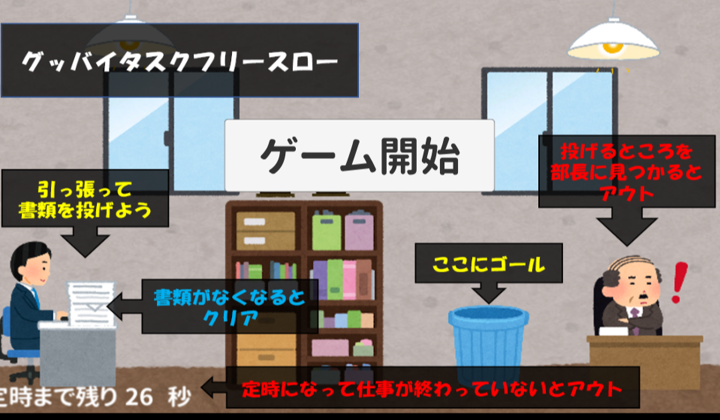 グッバイタスクフリースロー
ゲーム開始
投げるところを
部長に見つかると
アウト
引っ張って
書類を投げよう
ここにゴール
書類がなくなると
クリア
定時まで残り 26 秒
定時になって仕事が終わっていないとアウト